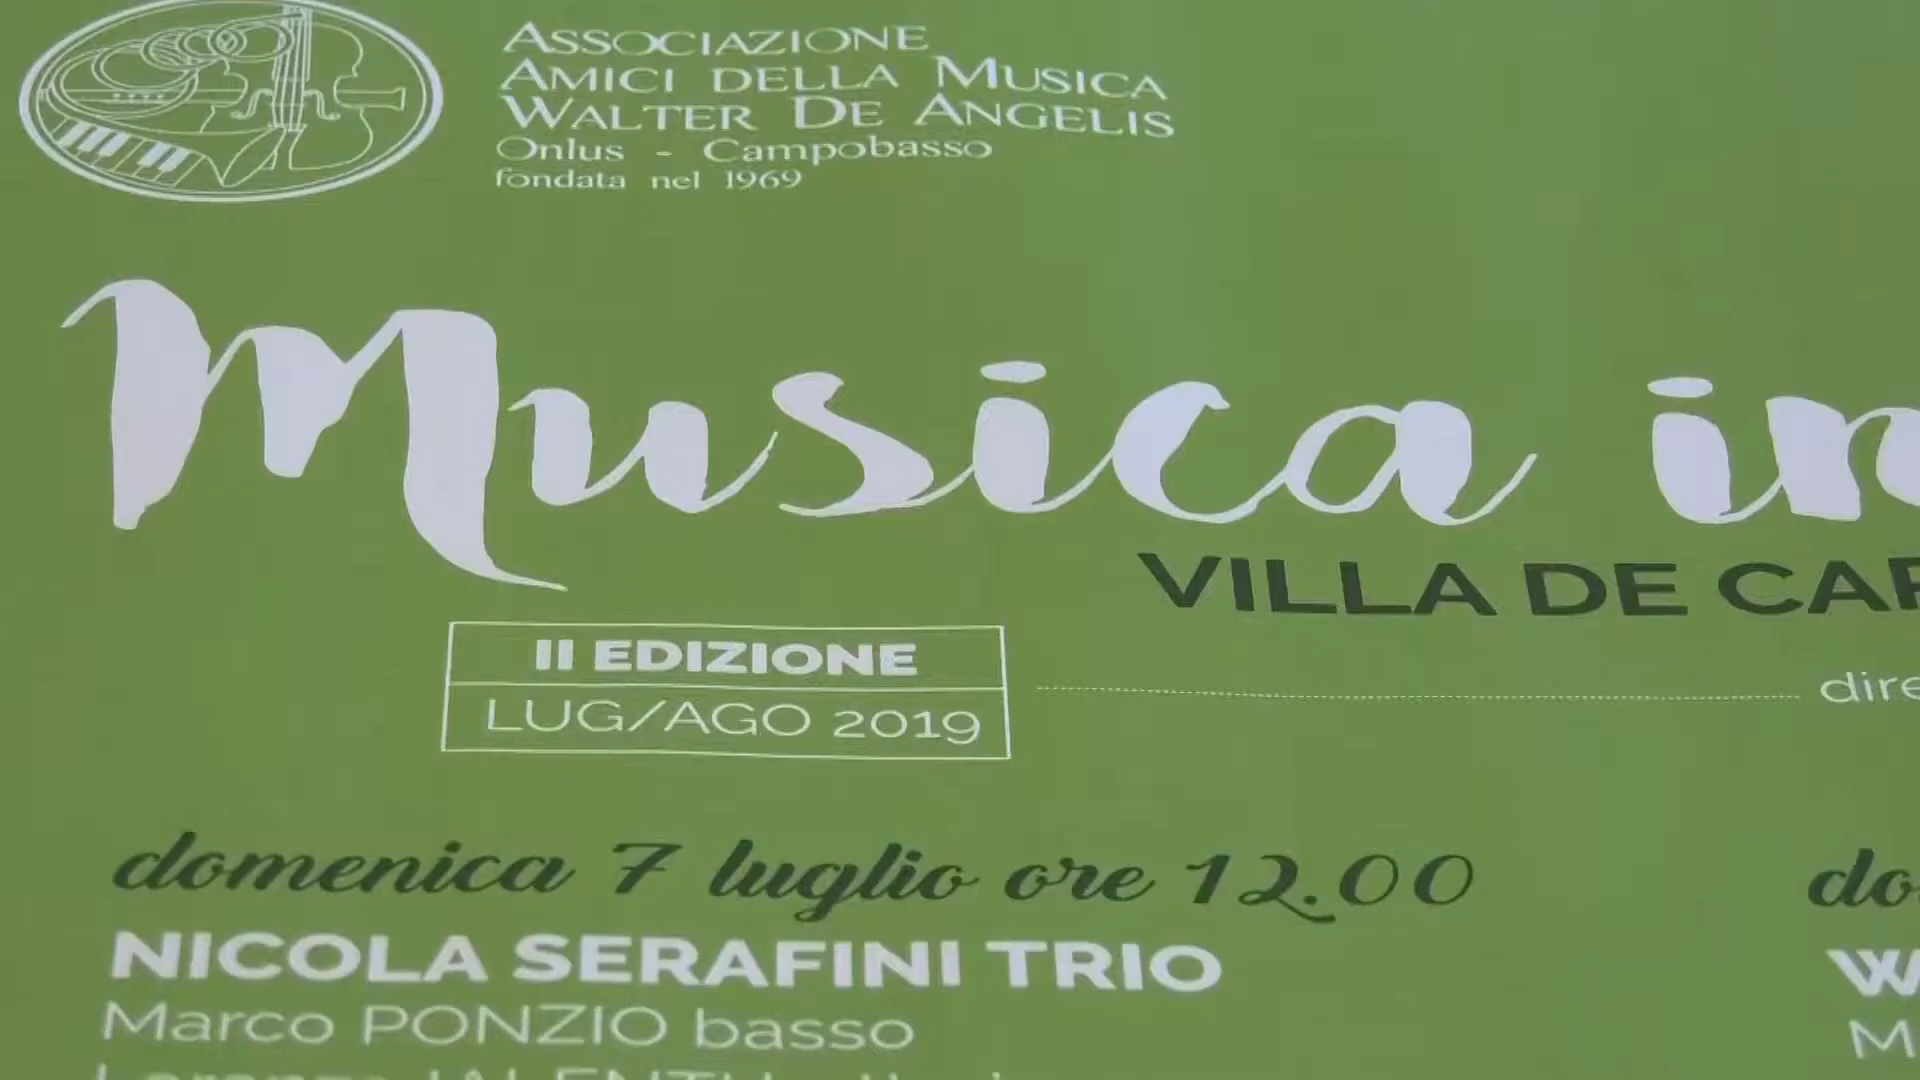 Associazione
Amici della Musica
Walter De Angelis
Onlus - Campobasso
fondata nel 1969
Musica in
VILLA DE
II EDIZIONE
LUG/AGO 2019
domenica 7 luglio ore 12.00
NICOLA SERAFINI TRIO
Marco PONZIO basso